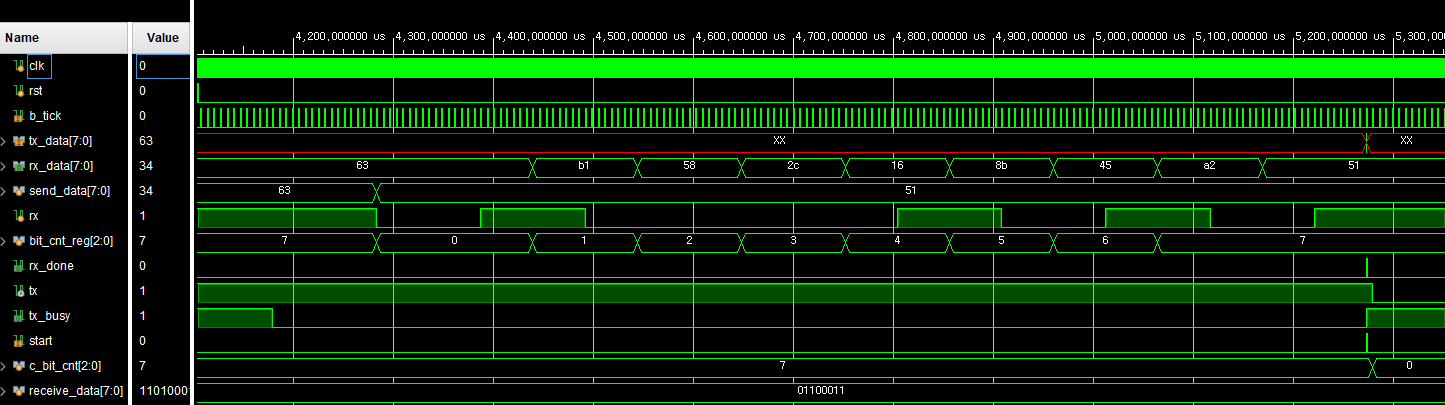 Name Value 4,200,000000 us 4,300,000000 us 4,400,000000 us 4,500,000000 us 4,600,000000 us 4,700,000000 us 4,800,000000 us 4,900,000000 us 5,000,000000 us 5,100,000000 us 5,200,000000 us 5,300
clk 0
rst 0
b_tick 0
tx_data[7:0] 63 XX XX
rx_data[7:0] 34 63 b1 58 2c 16 8b 45 a2 51
send_data[7:0] 34 63 51
rx 1
bit_cnt_reg[2:0] 7 7 0 1 2 3 4 5 6 7
rx_done 0
tx 1
tx_busy 1
start 0
c_bit_cnt[2:0] 7 7 0
receive_data[7:0] 1101000 01100011